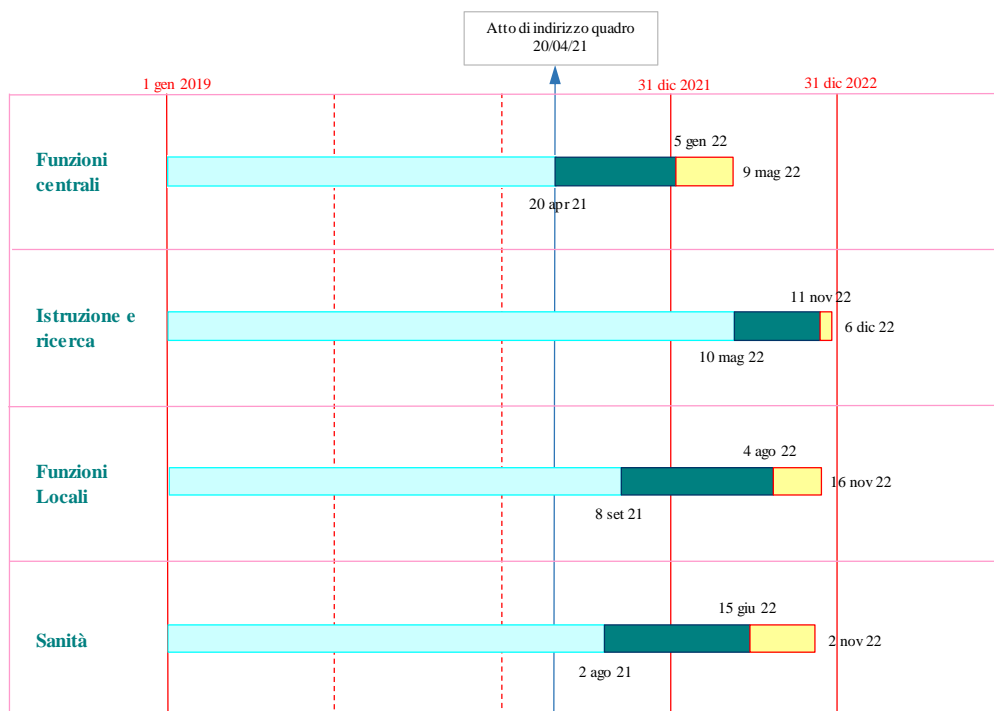 Atto di indirizzo quadro
20/04/21
1 gen 2019
31 dic 2021
31 dic 2022
Funzioni
centrali
5 gen 22
9 mag 22
20 apr 21
Istruzione e
ricerca
11 nov 22
6 dic 22
10 mag 22
Funzioni
Locali
4 ago 22
16 nov 22
8 set 21
Sanità
15 giu 22
2 nov 22
2 ago 21